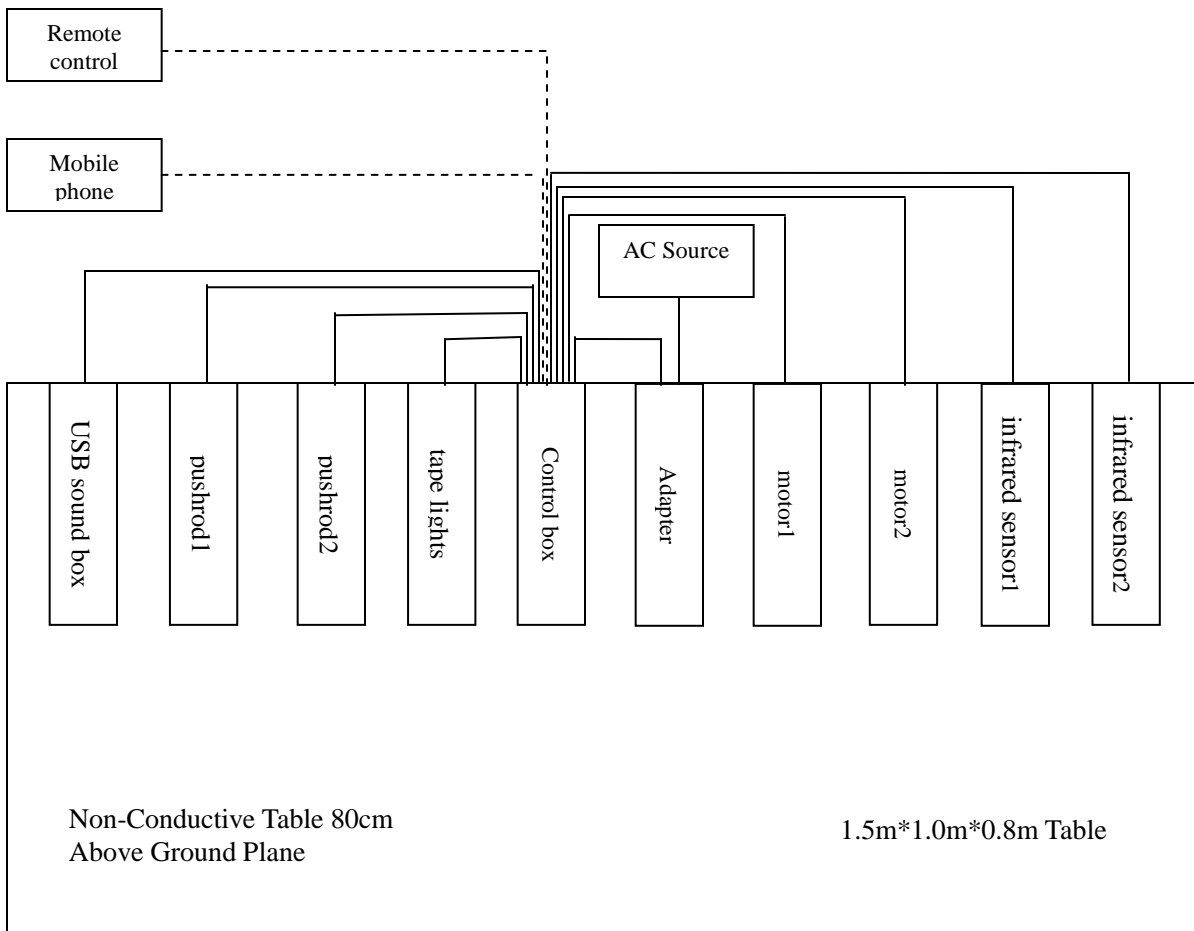 Remote
control
Mobile
phone
AC Source
USB sound box
pushrod1
pushrod2
tape lights
Control box
Adapter
motor1
motor2
infrared sensor1
infrared sensor2
Non-Conductive Table 80cm
Above Ground Plane
1.5m*1.0m*0.8m Table